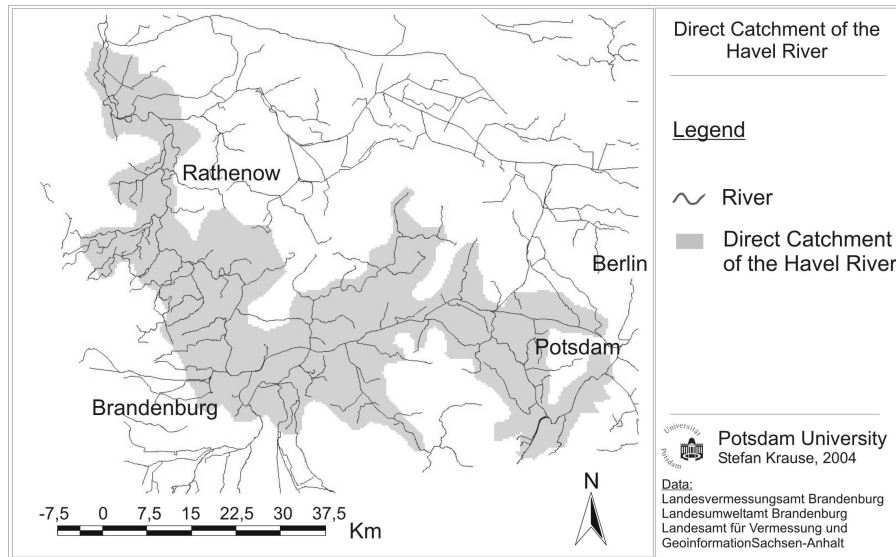 Direct Catchment of the
Havel River
Legend
River
Direct Catchment
of the Havel River
Rathenow
Berlin
Potsdam
Brandenburg
N
-7,5 0 7,5 15 22,5 30 37,5
Km
Universität
Potsdam
Potsdam University
Stefan Krause, 2004
Data:
Landesvermessungsamt Brandenburg
Landesumweltamt Brandenburg
Landesamt für Vermessung und
GeoinformationSachsen-Anhalt